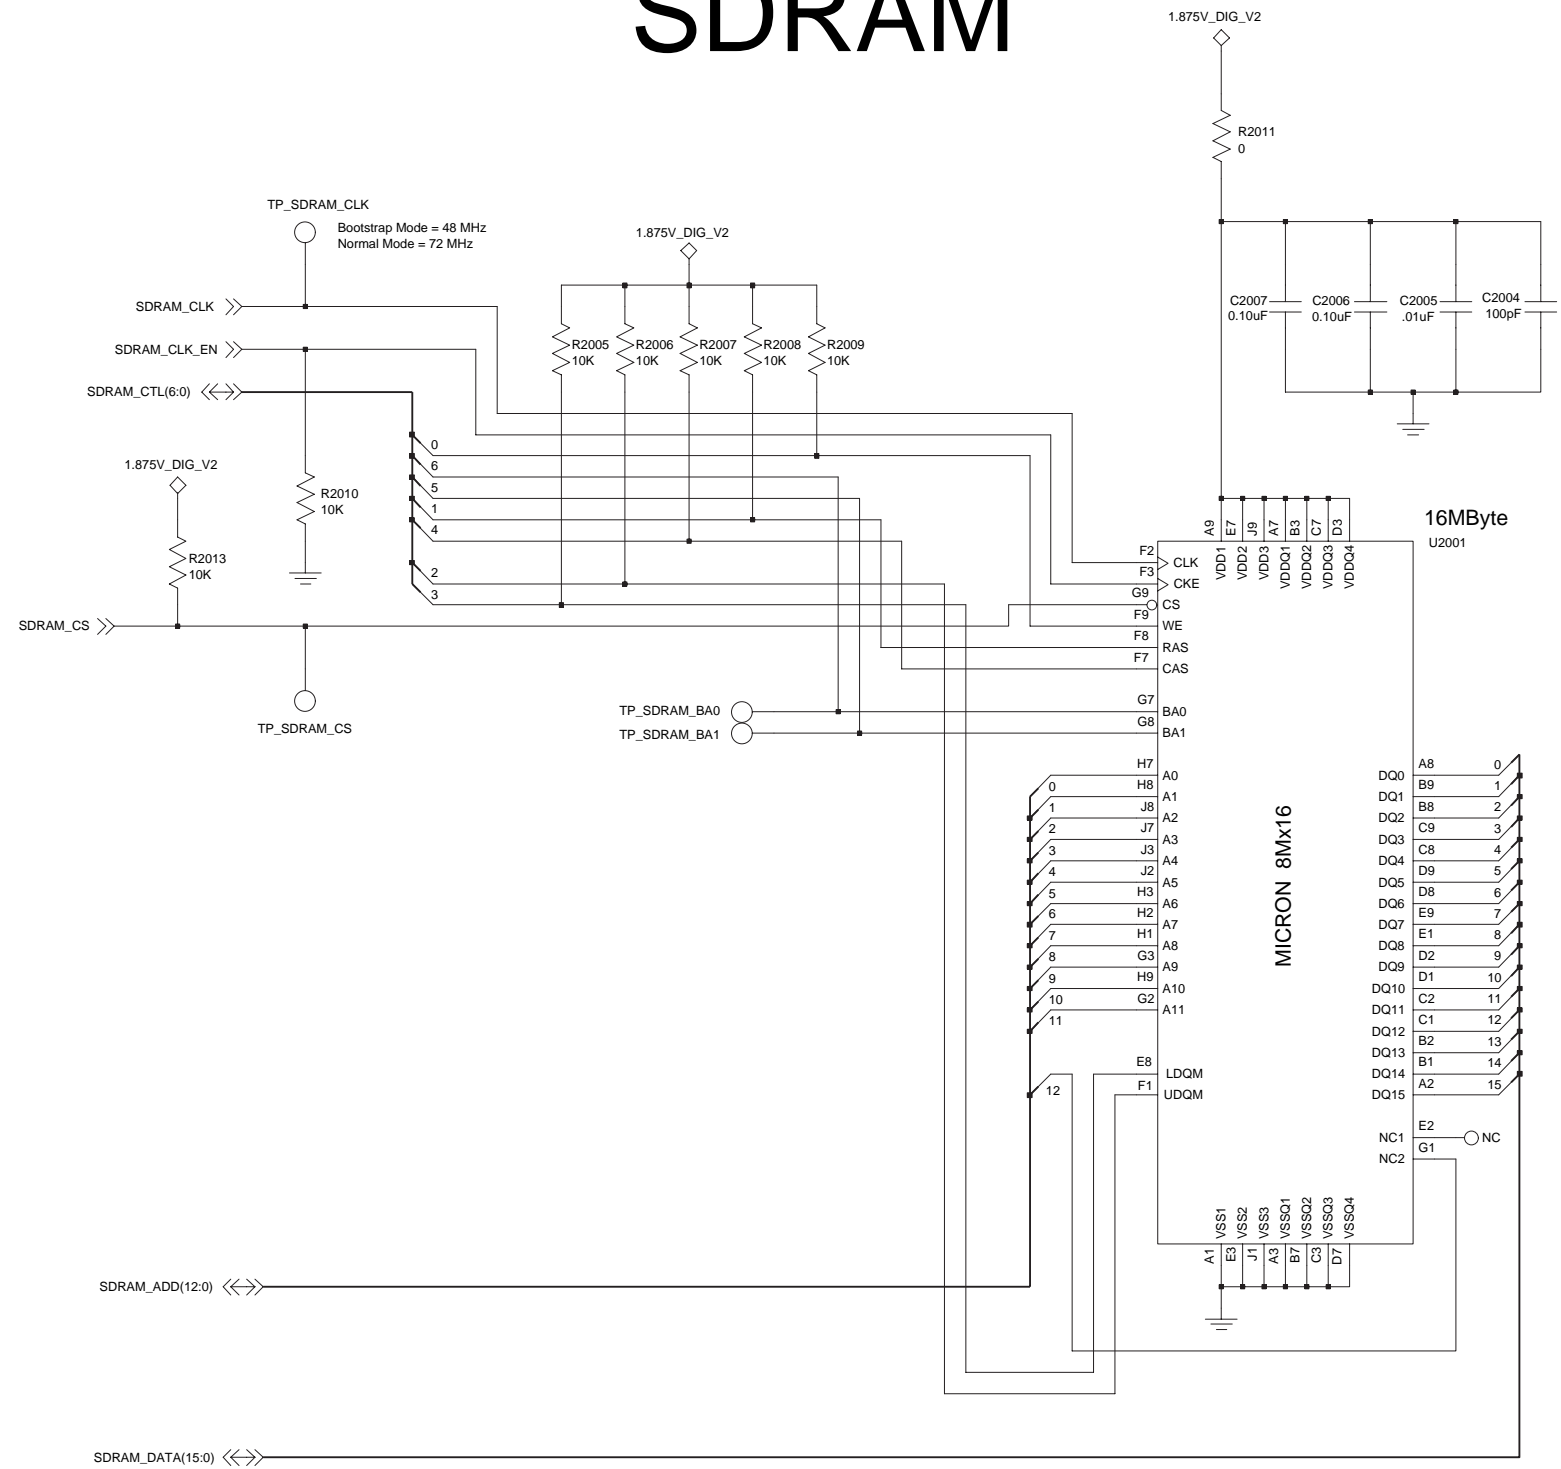 SDRAM
1.875V_DIG_V2
R2011
0
TP_SDRAM_CLK
Bootstrap Mode = 48 MHz
Normal Mode = 72 MHz
1.875V_DIG_V2
SDRAM_CLK
SDRAM_CLK_EN
SDRAM_CTL(6:0)
R2005
10K
R2006
10K
R2007
10K
R2008
10K
R2009
10K
C2007
0.10uF
C2006
0.10uF
C2005
.01uF
C2004
100pF
0
6
5
1
4
2
3
1.875V_DIG_V2
R2010
10K
R2013
10K
SDRAM_CS
TP_SDRAM_CS
TP_SDRAM_BA0
TP_SDRAM_BA1
16MByte
U2001
A9
E7
J9
A7
B3
C7
D3
VDD1
VDD2
VDD3
VDDQ1
VDDQ2
VDDQ3
VDDQ4
F2
CLK
F3
CKE
G9
CS
F9
WE
F8
RAS
F7
CAS
G7
BA0
G8
BA1
H7
A0
0
H8
A1
1
J8
A2
2
J7
A3
3
J3
A4
4
J2
A5
5
H3
A6
6
H2
A7
7
H1
A8
8
G3
A9
9
H9
A10
10
G2
A11
11
E8
LDQM
12
F1
UDQM
MICRON 8Mx16
DQ0
A8
0
DQ1
B9
1
DQ2
B8
2
DQ3
C9
3
DQ4
C8
4
DQ5
D9
5
DQ6
D8
6
DQ7
E9
7
DQ8
E1
8
DQ9
D2
9
DQ10
D1
10
DQ11
C2
11
DQ12
C1
12
DQ13
B2
13
DQ14
B1
14
DQ15
A2
15
NC1
E2
NC
NC2
G1
VSS1
VSS2
VSS3
VSSQ1
VSSQ2
VSSQ3
VSSQ4
A1
E3
J1
A3
B7
C3
D7
SDRAM_ADD(12:0)
SDRAM_DATA(15:0)